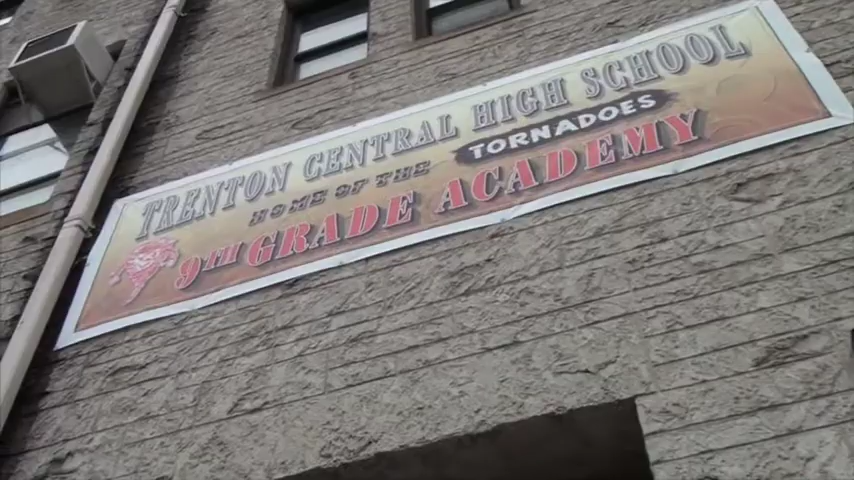 TRENTON CENTRAL HIGH SCHOOL
HOME OF THE TORNADOES
9TH GRADE ACADEMY